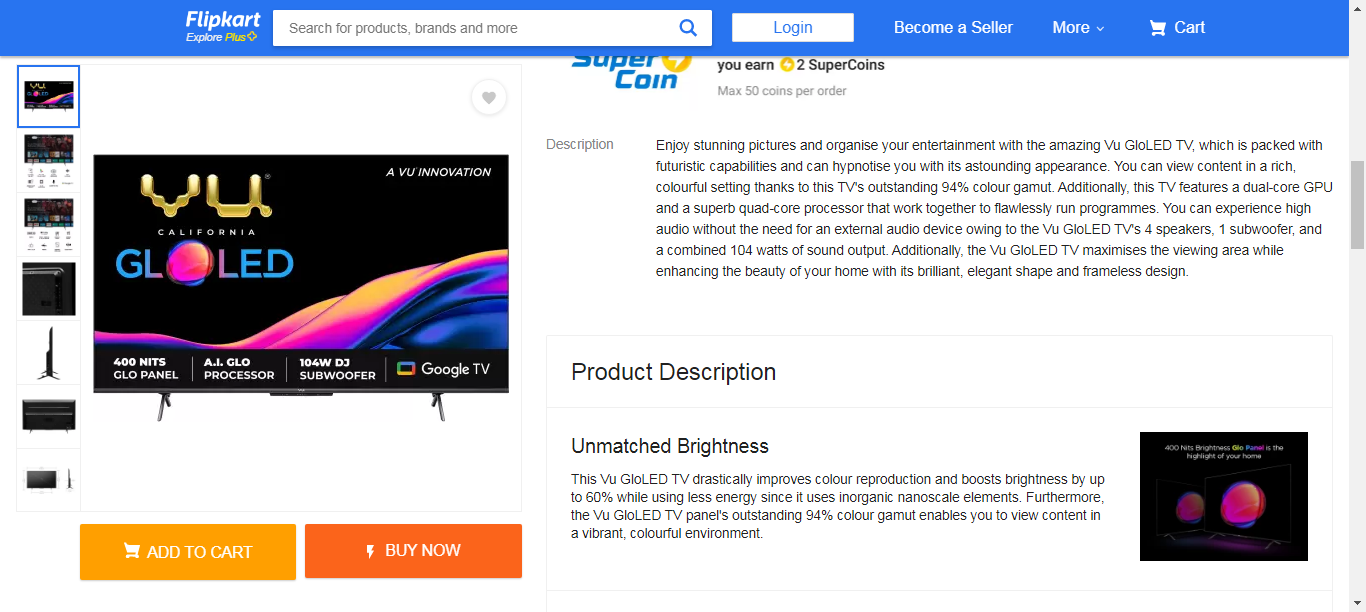 Flipkart
Explore Plus
Search for products, brands and more
Login
Become a Seller
More
Cart
Super
Coin
you earn 2 SuperCoins
Max 50 coins per order
VU
CALIFORNIA
GLOLED
A VU INNOVATION
400 NITS
GLO PANEL
A.I. GLO
PROCESSOR
104W DJ
SUBWOOFER
Google TV
ADD TO CART
BUY NOW
Description
Enjoy stunning pictures and organise your entertainment with the amazing Vu GloLED TV, which is packed with
futuristic capabilities and can hypnotise you with its astounding appearance. You can view content in a rich,
colourful setting thanks to this TV's outstanding 94% colour gamut. Additionally, this TV features a dual-core GPU
and a superb quad-core processor that work together to flawlessly run programmes. You can experience high
audio without the need for an external audio device owing to the Vu GloLED TV's 4 speakers, 1 subwoofer, and
a combined 104 watts of sound output. Additionally, the Vu GloLED TV maximises the viewing area while
enhancing the beauty of your home with its brilliant, elegant shape and frameless design.
Product Description
Unmatched Brightness
This Vu GloLED TV drastically improves colour reproduction and boosts brightness by up
to 60% while using less energy since it uses inorganic nanoscale elements. Furthermore,
the Vu GloLED TV panel's outstanding 94% colour gamut enables you to view content in
a vibrant, colourful environment.
400 Nits Brightness Glo Panel is the
highlight of your home